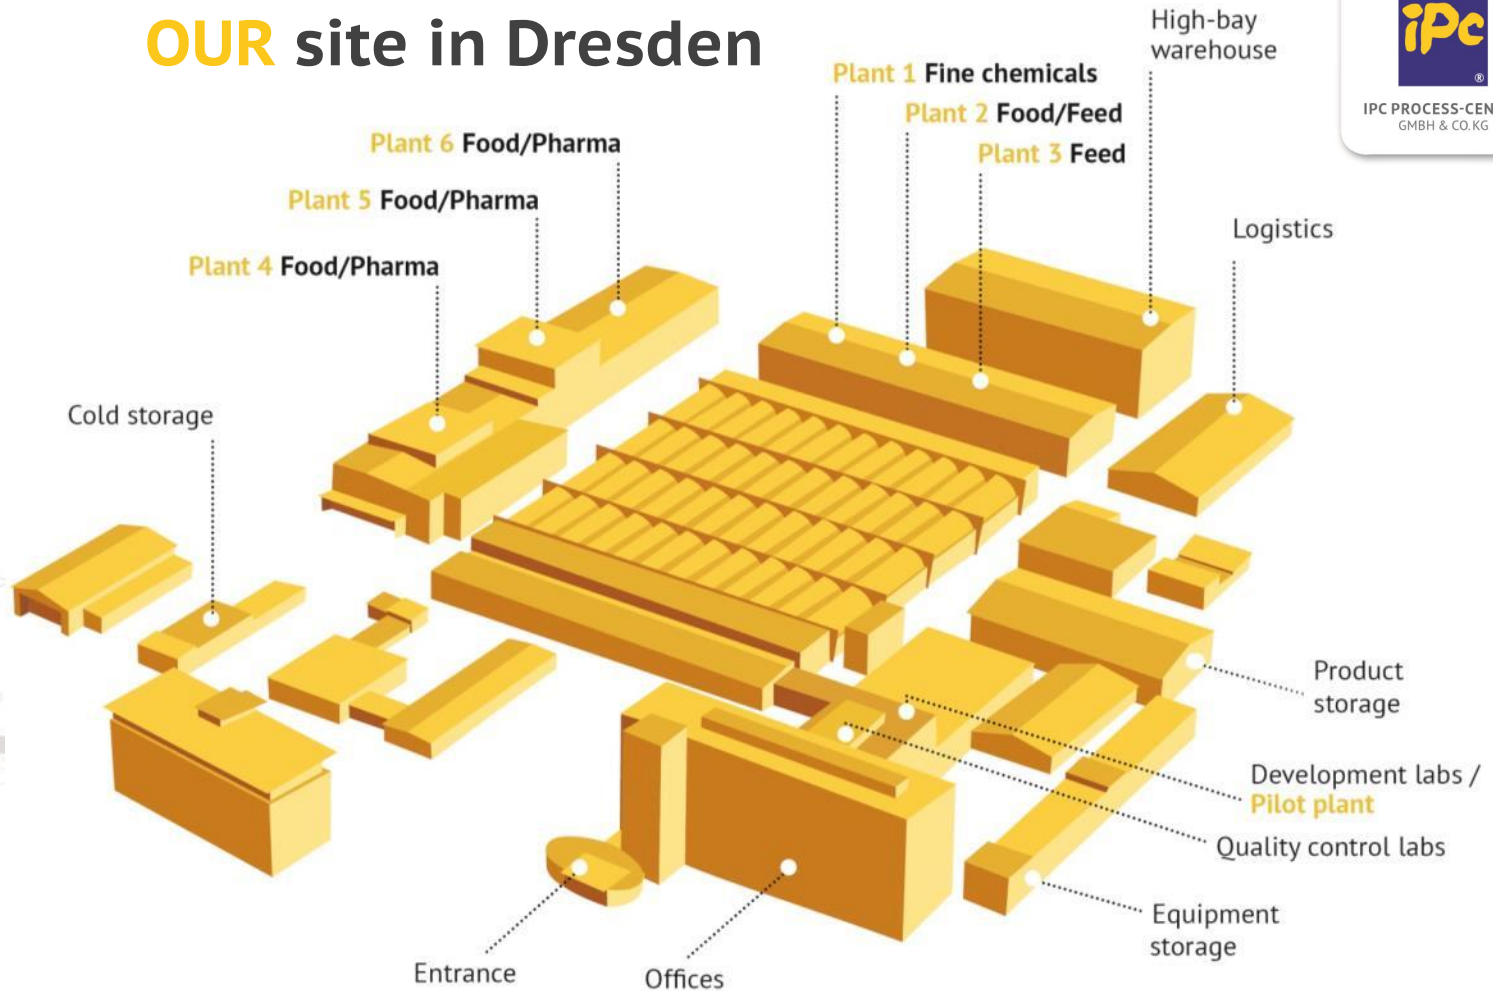 OUR site in Dresden
High-bay
warehouse
iPc
®
IPC PROCESS-CEN
GMBH & CO. KG
Plant 1 Fine chemicals
Plant 2 Food/Feed
Plant 3 Feed
Plant 6 Food/Pharma
Plant 5 Food/Pharma
Plant 4 Food/Pharma
Logistics
Cold storage
Product
storage
Development labs /
Pilot plant
Quality control labs
Equipment
storage
Entrance
Offices